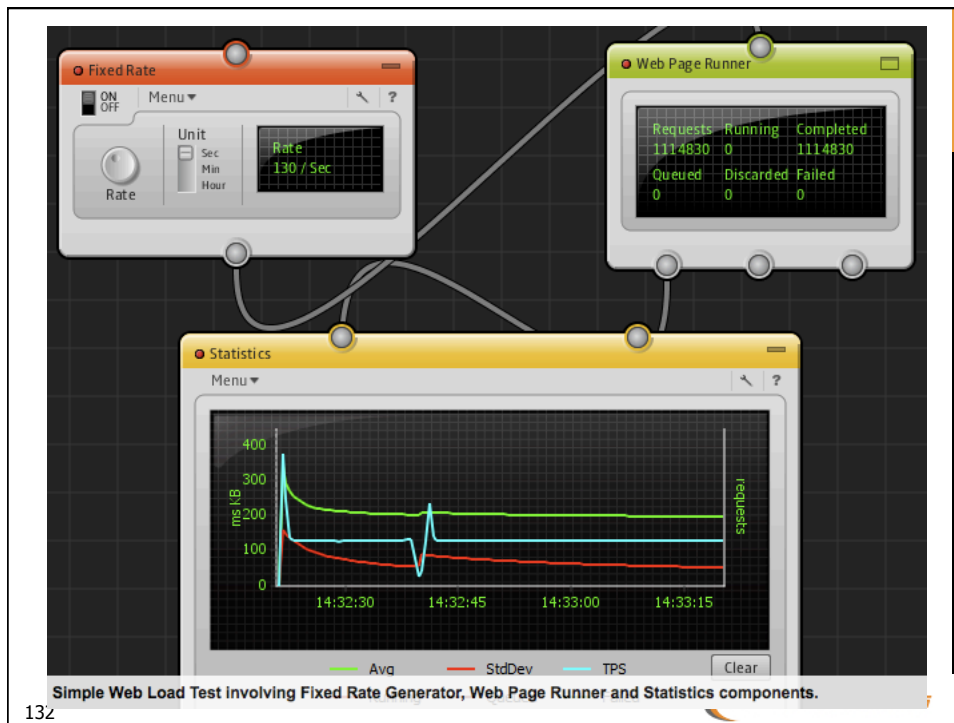 Fixed Rate
ON
OFF
Menu
?
Unit
Sec
Min
Hour
Rate
Rate
130 / Sec
Web Page Runner
Requests Running Completed
1114830 0 1114830
Queued Discarded Failed
0 0 0
Statistics
Menu
?
400
300
200
100
0
ms KB
requests
14:32:30 14:32:45 14:33:00 14:33:15
Avg StdDev TPS
Clear
Simple Web Load Test involving Fixed Rate Generator, Web Page Runner and Statistics components.
132